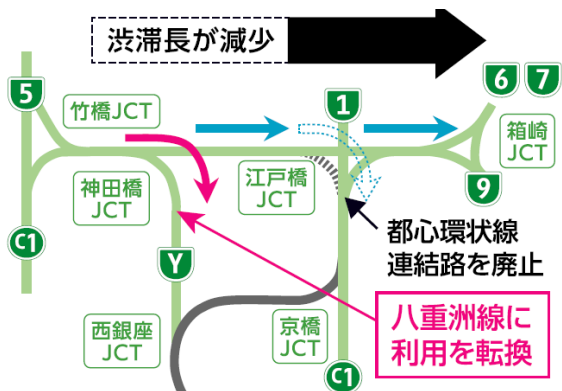 渋滞長が減少
5
竹橋JCT
1
6
7
箱崎
JCT
神田橋
JCT
江戸橋
JCT
9
C1
都心環状線
連結路を廃止
Y
八重洲線に
利用を転換
西銀座
JCT
京橋
JCT
C1